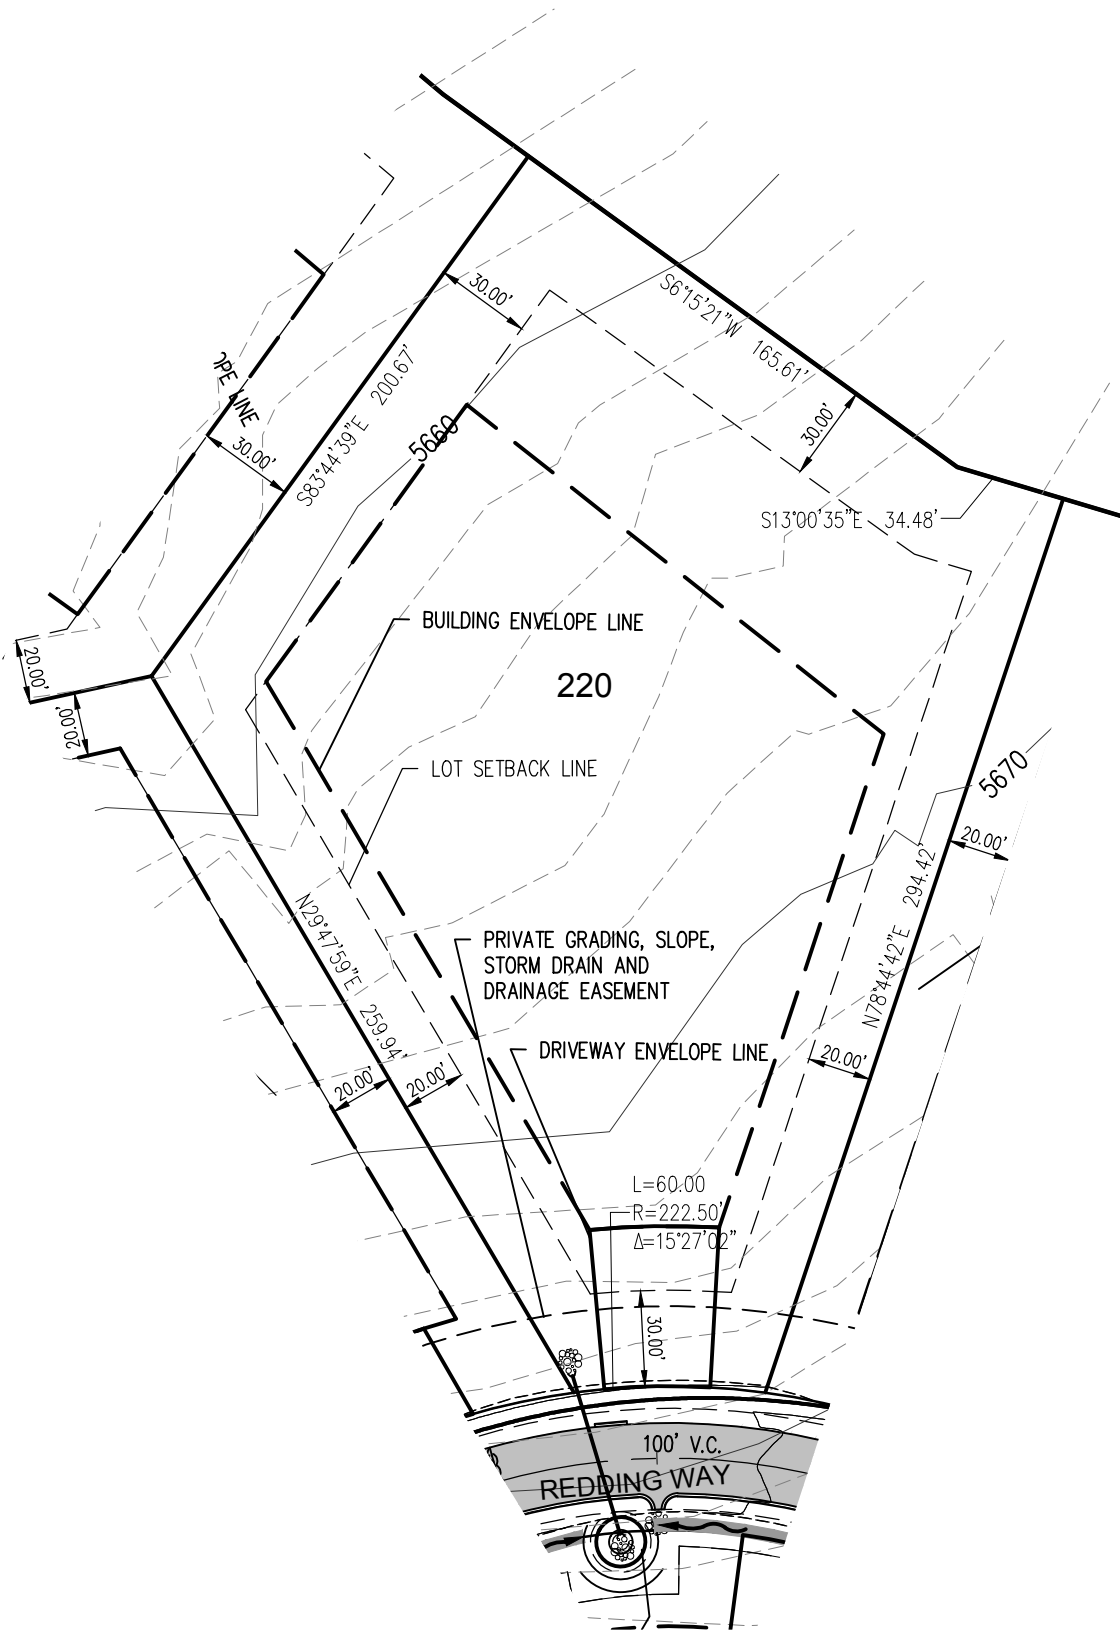 30.00'
S6°15'21"W 165.61'
OPE LINE
30.00'
S83°44'39"E 200.67'
5660
30.00'
S13°00'35"E 34.48'
BUILDING ENVELOPE LINE
20.00'
220
20.00'
LOT SETBACK LINE
5670
20.00'
N29°47'59"E 259.94'
N78°44'42"E 294.42'
PRIVATE GRADING, SLOPE,
STORM DRAIN AND
DRAINAGE EASEMENT
DRIVEWAY ENVELOPE LINE
20.00'
20.00'
20.00'
L=60.00
R=222.50'
Δ=15°27'02"
30.00'
100' V.C.
REDDING WAY